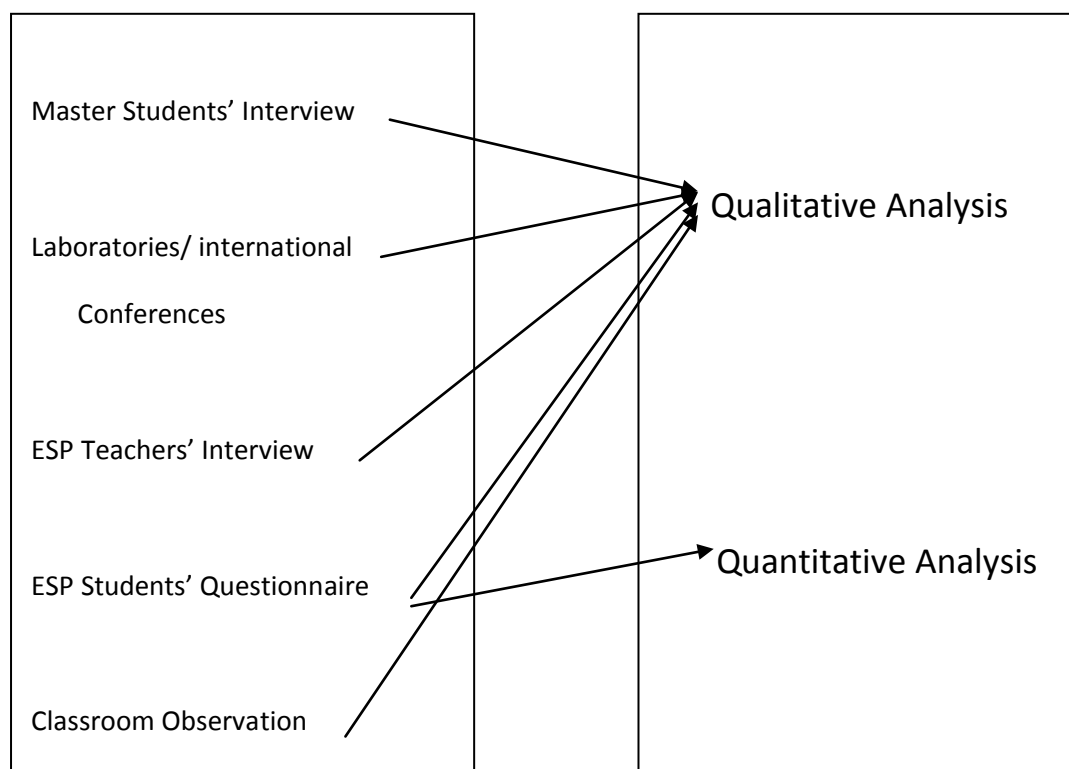 Master Students’ Interview
Laboratories/ international
Conferences
ESP Teachers’ Interview
ESP Students’ Questionnaire
Classroom Observation
Qualitative Analysis
Quantitative Analysis